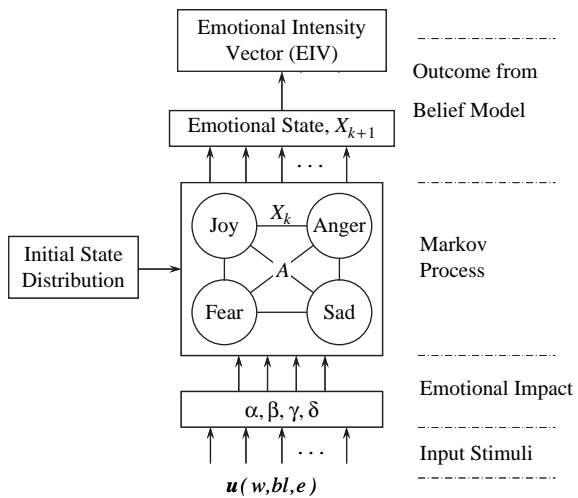 Emotional Intensity
Vector (EIV)
Outcome from
Belief Model
Emotional State, X_{k+1}
X_k
Joy
Anger
Initial State
Distribution
A
Markov
Process
Fear
Sad
Emotional Impact
α, β, γ, δ
Input Stimuli
. . .
. . .
u(w,bl,e)